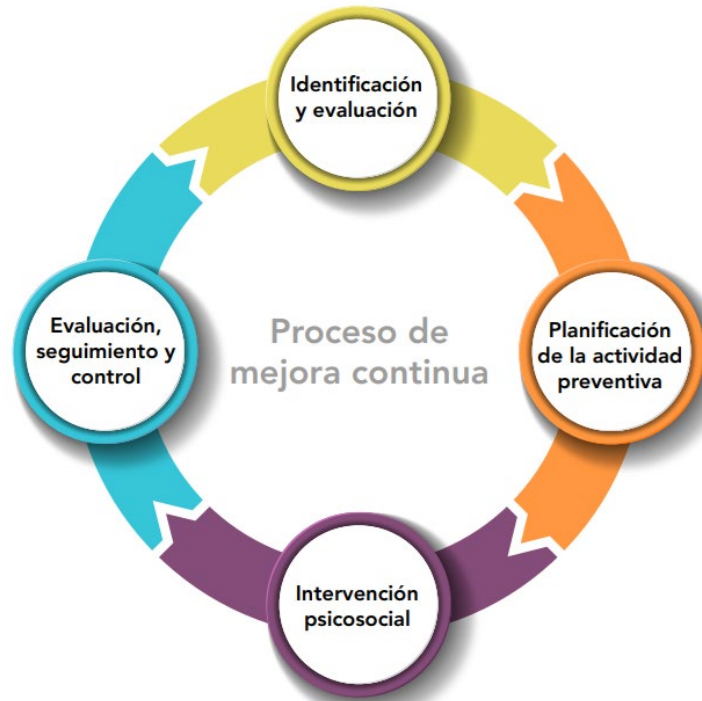 Identificación
y evaluación
Planificación
de la actividad
preventiva
Intervención
psicosocial
Evaluación,
seguimiento y
control
Proceso de
mejora continua